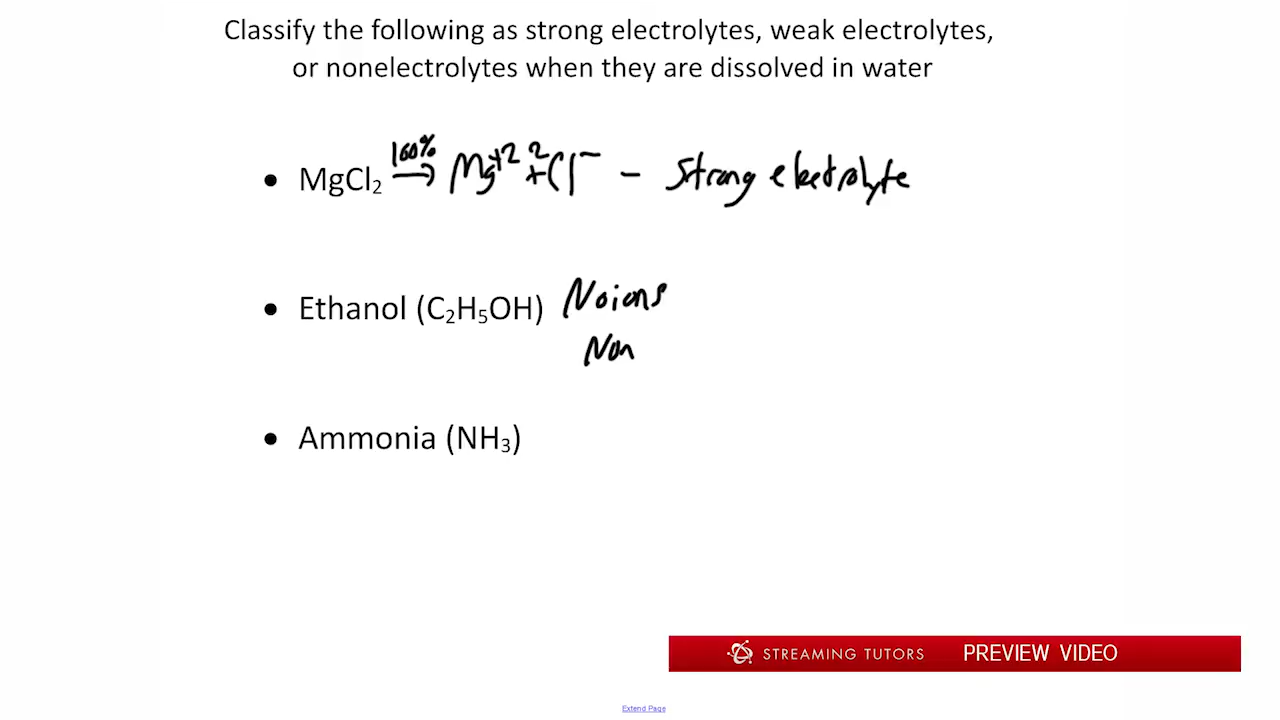 Classify the following as strong electrolytes, weak electrolytes,
or nonelectrolytes when they are dissolved in water
• MgCl₂ 100% → Mg⁺² + 2Cl⁻ – Strong electrolyte
• Ethanol (C₂H₅OH) No ions
Non
• Ammonia (NH₃)
STREAMING TUTORS PREVIEW VIDEO
Extend Page